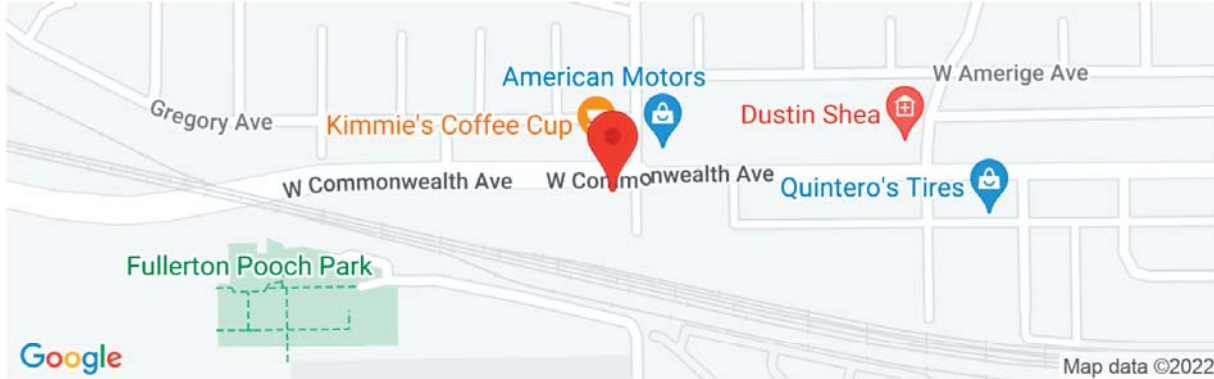 American Motors
W Amerige Ave
Gregory Ave
Kimmie's Coffee Cup
Dustin Shea
W Commonwealth Ave
W Commonwealth Ave
Quintero's Tires
Fullerton Pooch Park
Google
Map data ©2022